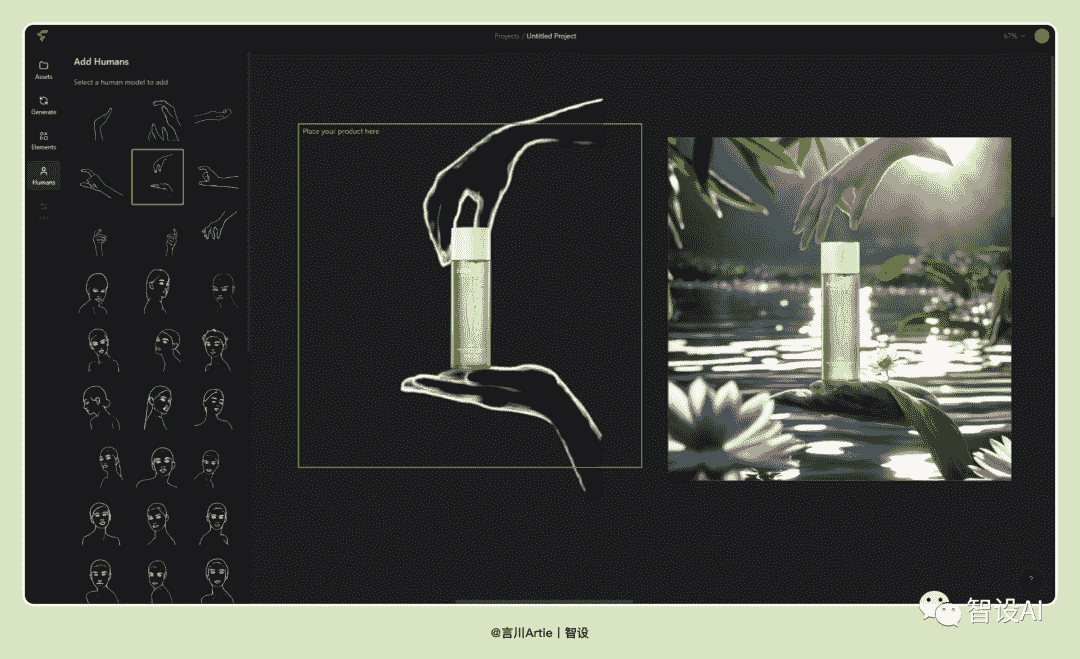 Projects / Untitled Project
67%
Add Humans
Select a human model to add
Assets
Generate
Elements
Humans
Place your product here
?
智设AI
@言川Artie丨智设